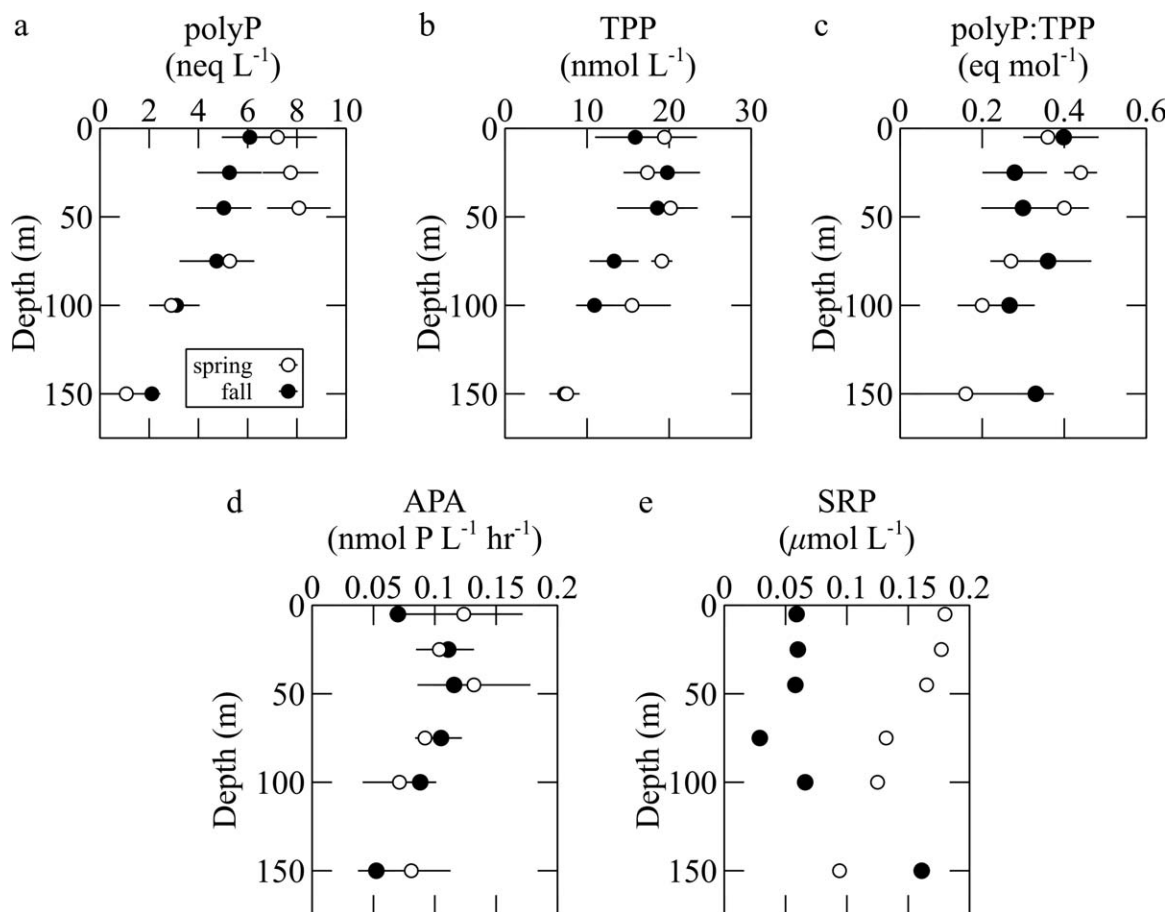 a
polyP
(neq L⁻¹)
0 2 4 6 8 10
0
50
100
150
Depth (m)
spring
fall
b
TPP
(nmol L⁻¹)
0 10 20 30
0
50
100
150
Depth (m)
c
polyP:TPP
(eq mol⁻¹)
0 0.2 0.4 0.6
0
50
100
150
Depth (m)
d
APA
(nmol P L⁻¹ hr⁻¹)
0 0.05 0.1 0.15 0.2
0
50
100
150
Depth (m)
e
SRP
(μmol L⁻¹)
0 0.05 0.1 0.15 0.2
0
50
100
150
Depth (m)